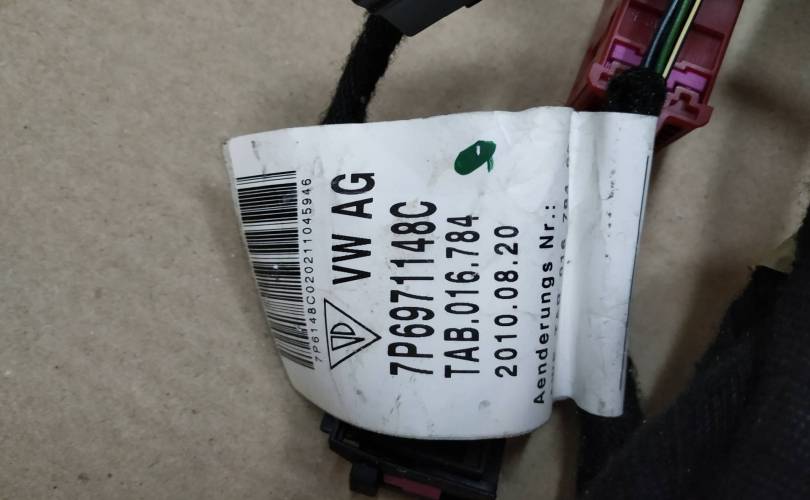 7P6148C020211045946
VW AG
7P6971148C
TAB.016.784
2010.08.20
Aenderungs Nr.: